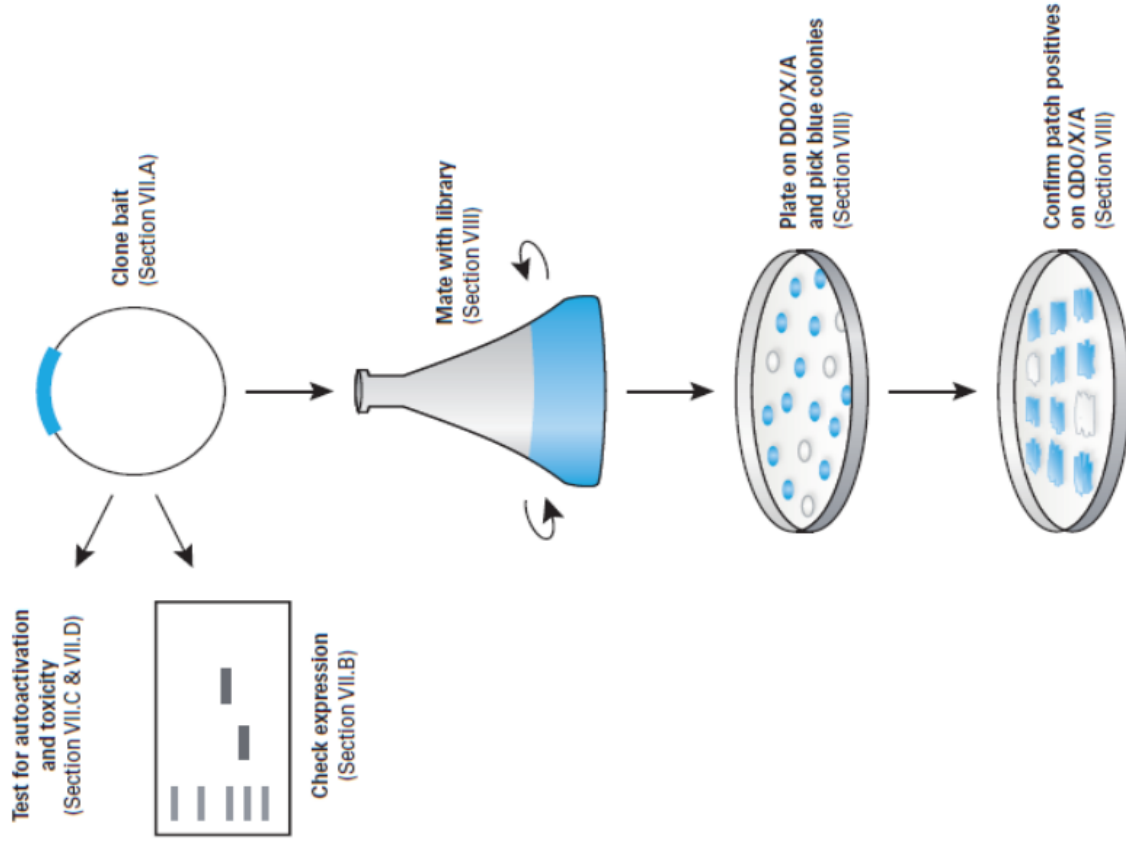 Test for autoactivation
and toxicity
(Section VII.C & VII.D)
Check expression
(Section VII.B)
Clone bait
(Section VII.A)
Mate with library
(Section VIII)
Plate on DDO/X/A
and pick blue colonies
(Section VIII)
Confirm patch positives
on QDO/X/A
(Section VIII)